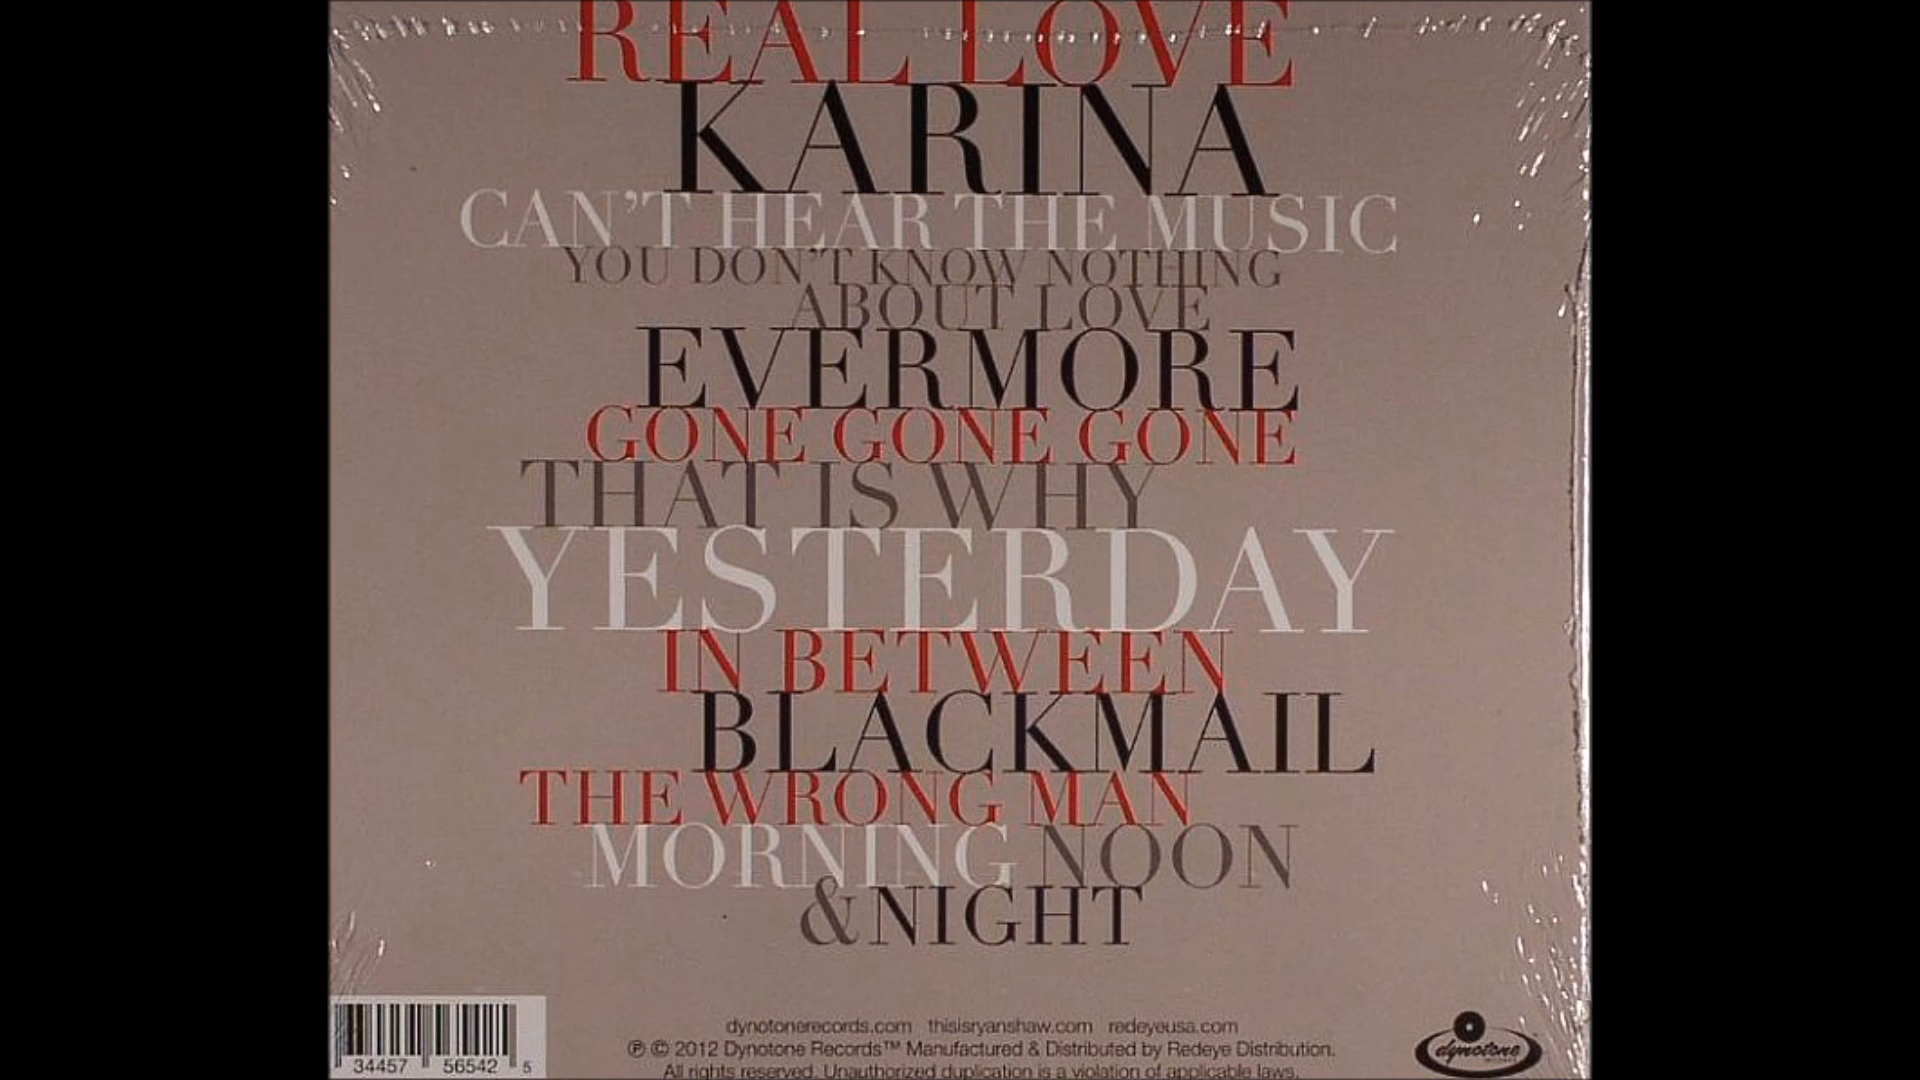 REAL LOVE
KARINA
CAN'T HEAR THE MUSIC
YOU DON'T KNOW NOTHING
ABOUT LOVE
EVERMORE
GONE GONE GONE
THAT IS WHY
YESTERDAY
IN BETWEEN
BLACKMAIL
THE WRONG MAN
MORNING NOON
& NIGHT
dynotonerecords.com thisisryanshaw.com redeyeusa.com
℗ © 2012 Dynotone Records™ Manufactured & Distributed by Redeye Distribution.
All rights reserved. Unauthorized duplication is a violation of applicable laws.
34457 56542 5
dynotone